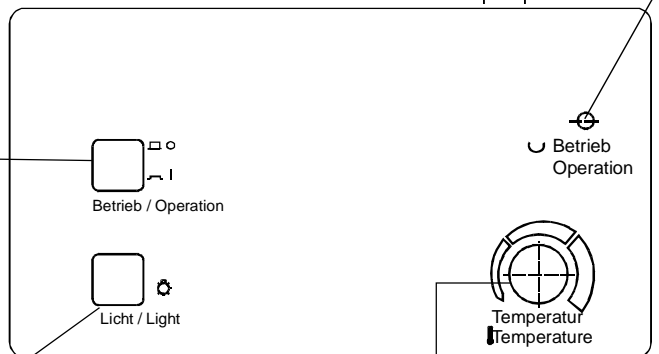 Betrieb
Operation
Betrieb / Operation
Licht / Light
Temperatur
Temperature